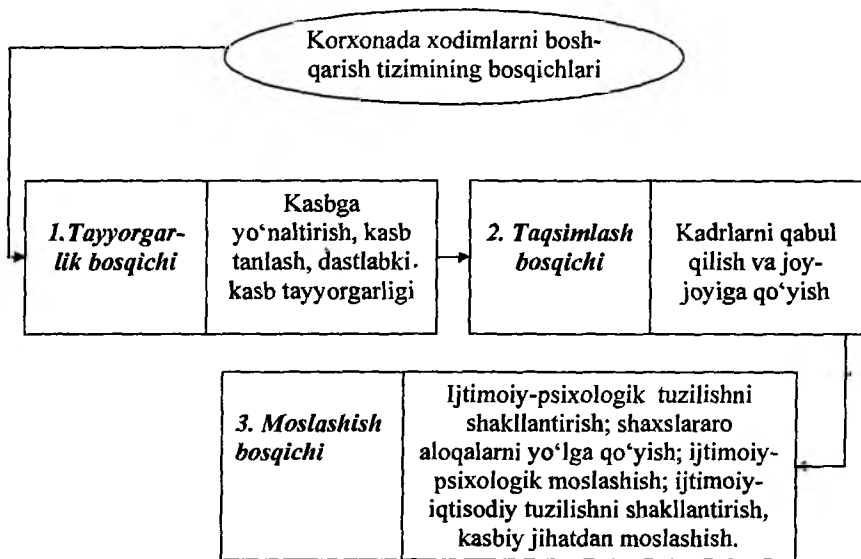 Korxonada xodimlarni bosh-
qarish tizimining bosqichlari
1.Tayyorgar-
lik bosqichi
Kasbga
yo‘naltirish, kasb
tanlash, dastlabki
kasb tayyorgarligi
2. Taqsimlash
bosqichi
Kadrlarni qabul
qilish va joy-
joyiga qo‘yish
3. Moslashish
bosqichi
Ijtimoiy-psixologik tuzilishni
shakllantirish; shaxslararo
aloqalarni yo‘lga qo‘yish; ijtimoiy-
psixologik moslashish; ijtimoiy-
iqtisodiy tuzilishni shakllantirish,
kasbiy jihatdan moslashish.